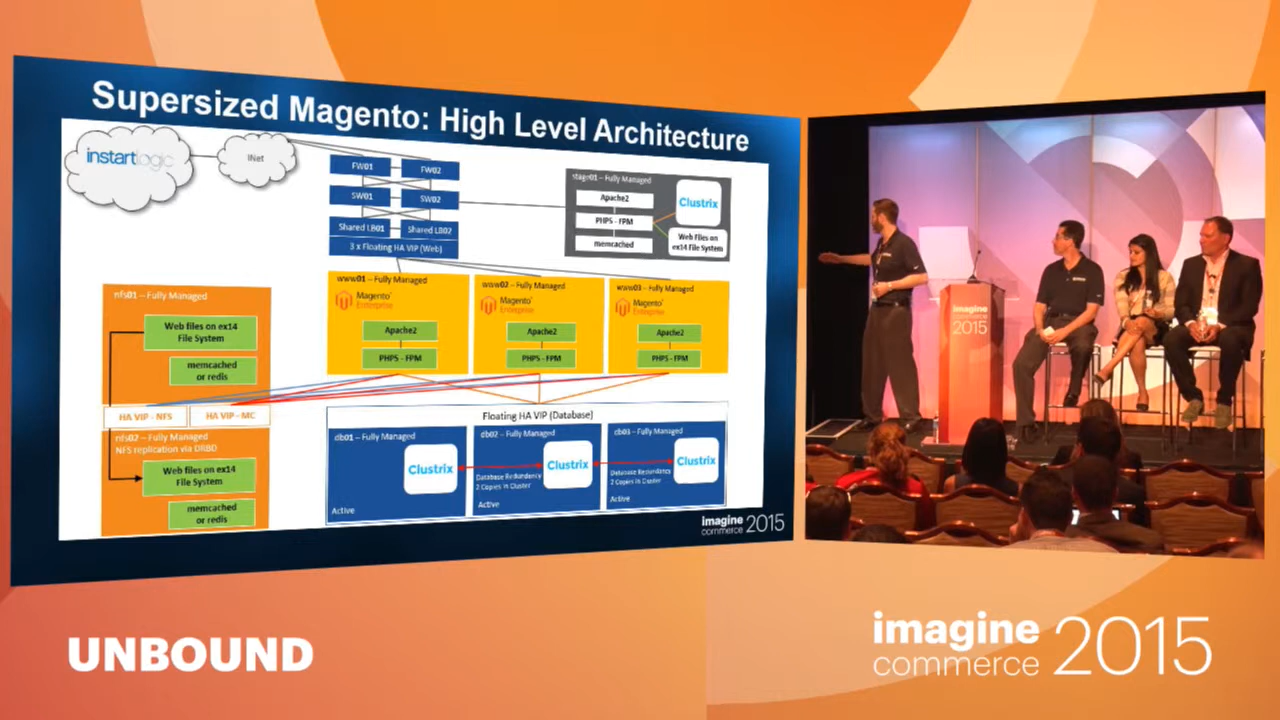 Supersized Magento: High Level Architecture
instartlogic
INet
FW01
FW02
SW01
SW02
Shared LB01
Shared LB02
3 x Floating HA VIP (Web)
stage01 – Fully Managed
Apache2
PHP5 - FPM
memcached
Clustrix
Web Files on
ex14 File System
nfs01 – Fully Managed
Web files on ex14
File System
memcached
or redis
HA VIP - NFS
HA VIP - MC
nfs02 – Fully Managed
NFS replication via DRBD
Web files on ex14
File System
memcached
or redis
www01 – Fully Managed
Magento
Enterprise
Apache2
PHP5 - FPM
www02 – Fully Managed
Magento
Enterprise
Apache2
PHP5 - FPM
www03 – Fully Managed
Magento
Enterprise
Apache2
PHP5 - FPM
Floating HA VIP (Database)
db01 – Fully Managed
Clustrix
Active
db02 – Fully Managed
Clustrix
Database Redundancy
2 Copies in Cluster
Active
db03 – Fully Managed
Clustrix
Database Redundancy
2 Copies in Cluster
Active
imagine
commerce 2015
imagine
commerce
2015
UNBOUND
imagine
commerce 2015